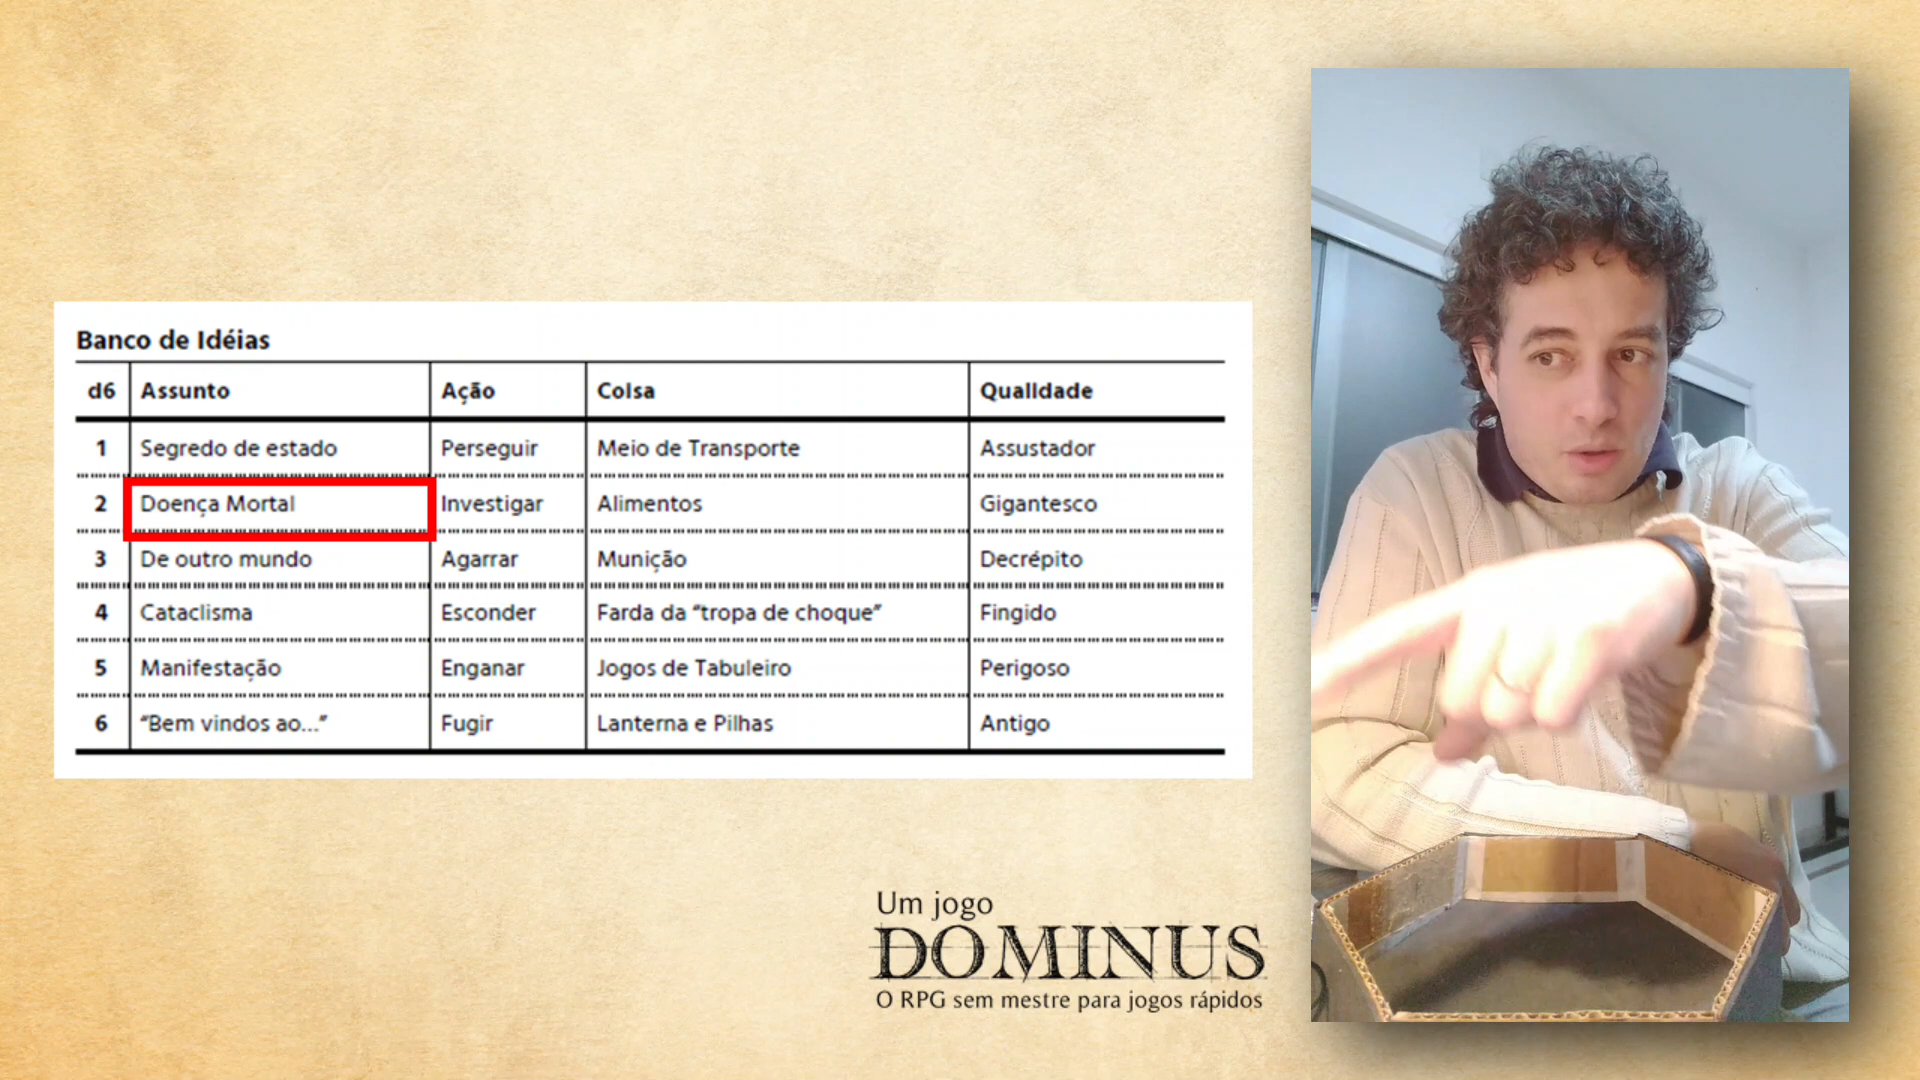 Banco de Idéias
d6 Assunto Ação Coisa Qualidade
1 Segredo de estado Perseguir Meio de Transporte Assustador
2 Doença Mortal Investigar Alimentos Gigantesco
3 De outro mundo Agarrar Munição Decrépito
4 Cataclisma Esconder Farda da “tropa de choque” Fingido
5 Manifestação Enganar Jogos de Tabuleiro Perigoso
6 “Bem vindos ao...” Fugir Lanterna e Pilhas Antigo
Um jogo
DOMINUS
O RPG sem mestre para jogos rápidos